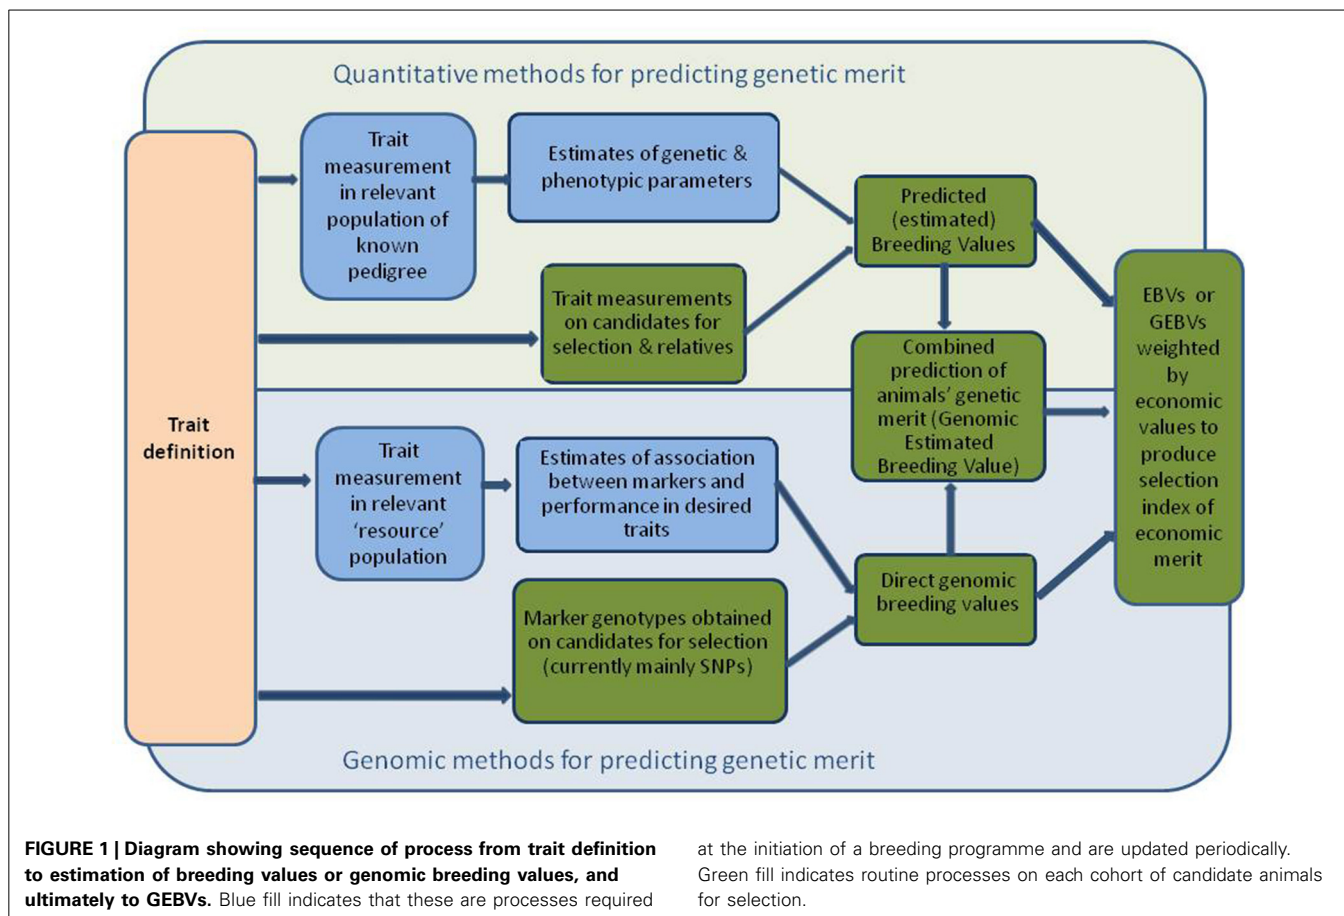 Quantitative methods for predicting genetic merit
Trait
measurement
in relevant
population of
known
pedigree
Estimates of genetic &
phenotypic parameters
Predicted
(estimated)
Breeding Values
Trait measurements
on candidates for
selection & relatives
Combined
prediction of
animals’ genetic
merit (Genomic
Estimated
Breeding Value)
EBVs or
GEBVs
weighted
by
economic
values to
produce
selection
index of
economic
merit
Trait
definition
Trait
measurement
in relevant
‘resource’
population
Estimates of association
between markers and
performance in desired
traits
Direct genomic
breeding values
Marker genotypes obtained
on candidates for selection
(currently mainly SNPs)
Genomic methods for predicting genetic merit
FIGURE 1 | Diagram showing sequence of process from trait definition
to estimation of breeding values or genomic breeding values, and
ultimately to GEBVs. Blue fill indicates that these are processes required
at the initiation of a breeding programme and are updated periodically.
Green fill indicates routine processes on each cohort of candidate animals
for selection.